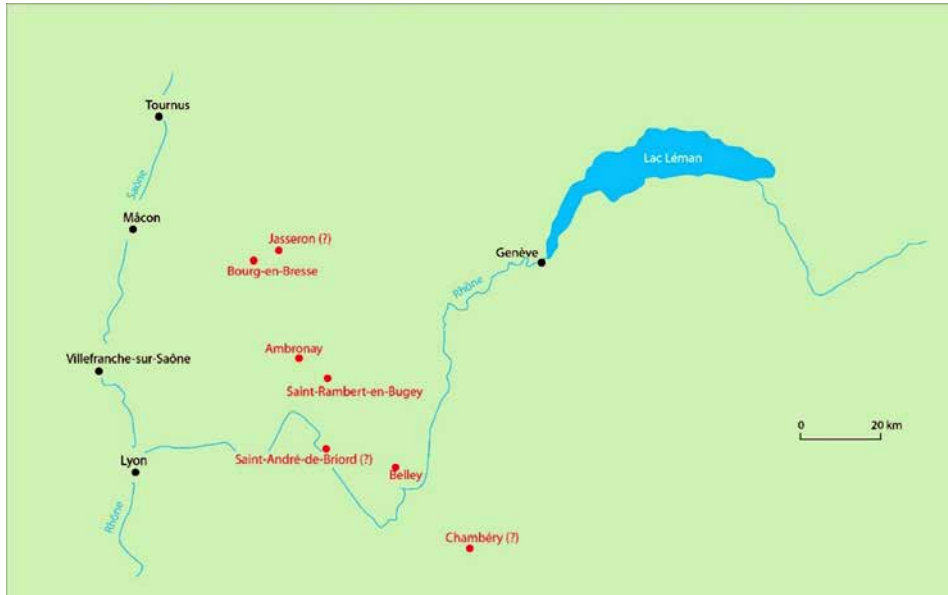 Tournus
Saône
Lac Léman
Mâcon
Jasseron (?)
Genève
Bourg-en-Bresse
Rhône
Ambronay
Villefranche-sur-Saône
Saint-Rambert-en-Bugey
0 20 km
Saint-André-de-Briord (?)
Lyon
Belley
Rhône
Chambéry (?)